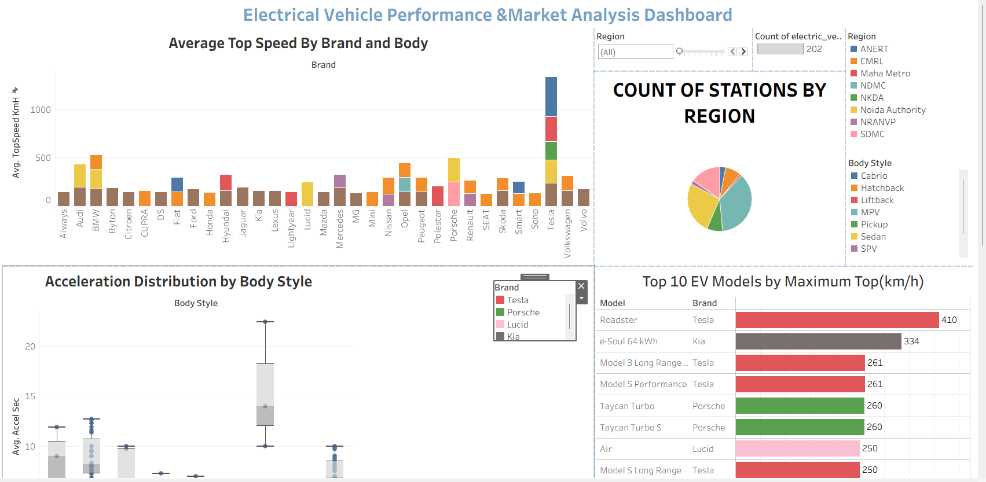 Electrical Vehicle Performance &Market Analysis Dashboard
Average Top Speed By Brand and Body
Brand
Avg. TopSpeed KmH
1000
500
0
Aiways
Audi
BMW
Byton
Citroen
CUPRA
DS
Fiat
Ford
Honda
Hyundai
Jaguar
Kia
Lexus
Lightyear
Lucid
Mazda
Mercedes
MG
Mini
Nissan
Opel
Peugeot
Polestar
Porsche
Renault
SEAT
Skoda
Smart
Sono
Tesla
Volkswagen
Volvo
Region
(All)
Count of electric_ve..
202
COUNT OF STATIONS BY
REGION
Region
ANERT
CMRL
Maha Metro
NDMC
NKDA
Noida Authority
NRANVP
SDMC
Body Style
Cabrio
Hatchback
Liftback
MPV
Pickup
Sedan
SPV
Acceleration Distribution by Body Style
Body Style
Avg. Accel Sec
20
15
10
Brand
Tesla
Porsche
Lucid
Kia
Top 10 EV Models by Maximum Top(km/h)
Model Brand
Roadster Tesla 410
e-Soul 64 kWh Kia 334
Model 3 Long Range .. Tesla 261
Model S Performance Tesla 261
Taycan Turbo Porsche 260
Taycan Turbo S Porsche 260
Air Lucid 250
Model S Long Range Tesla 250